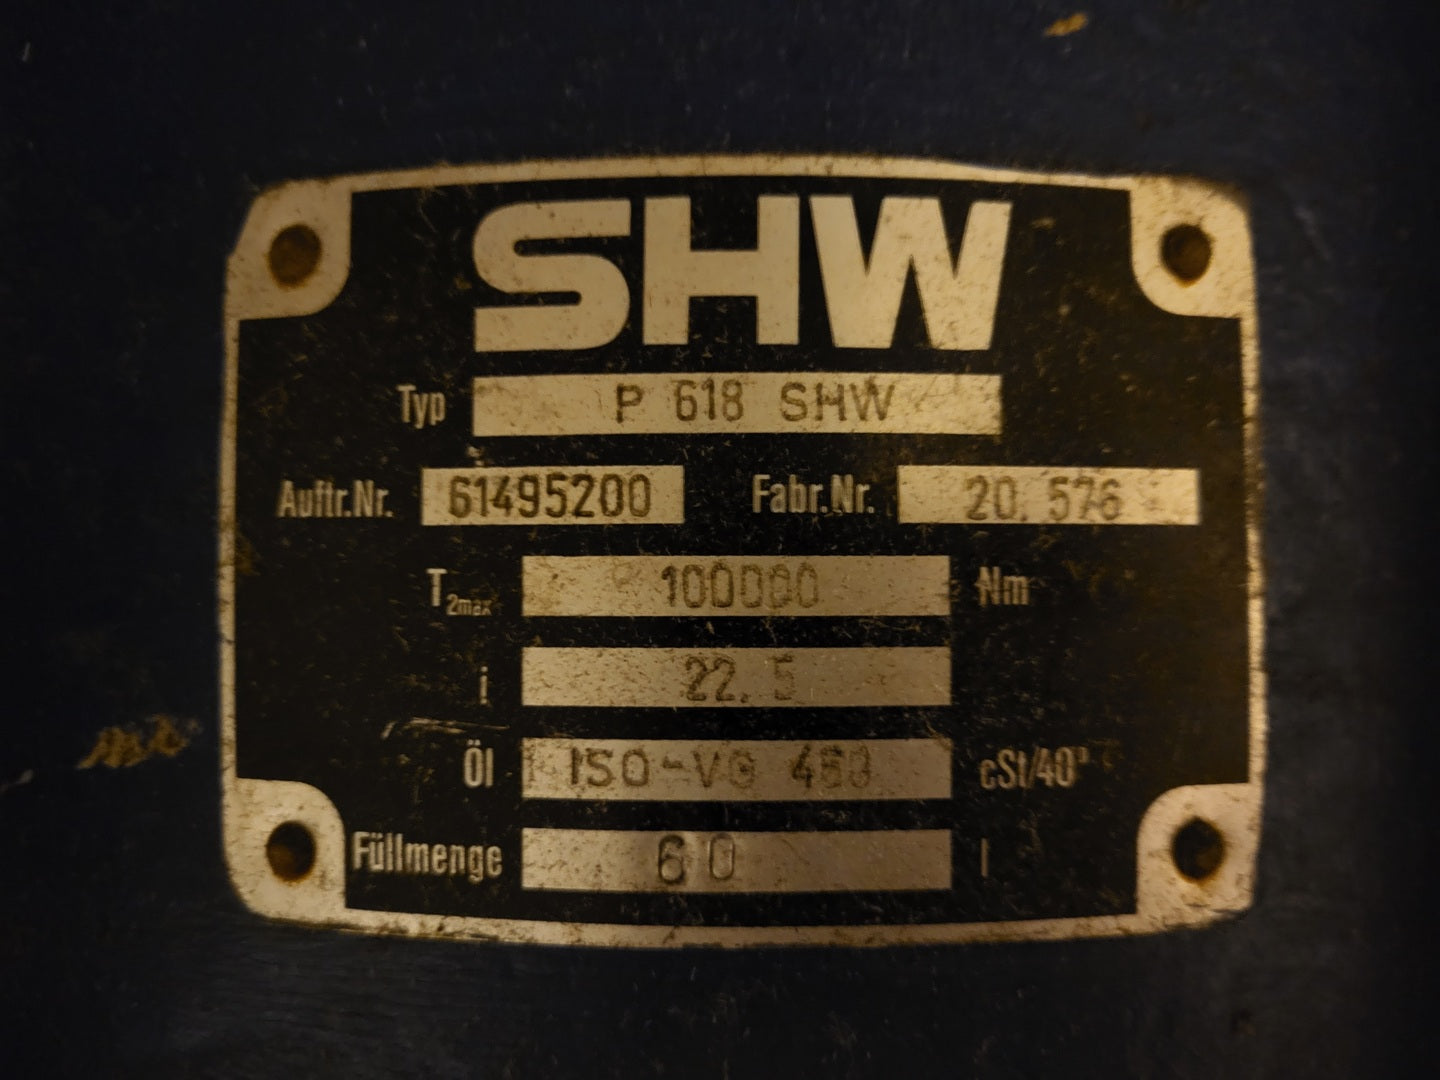 SHW
Typ P 618 SHW
Auftr.Nr. 61495200 Fabr.Nr. 20.576
T2max 100000 Nm
i 22.5
Öl ISO-VG 460 cSt/40°
Füllmenge 60 l